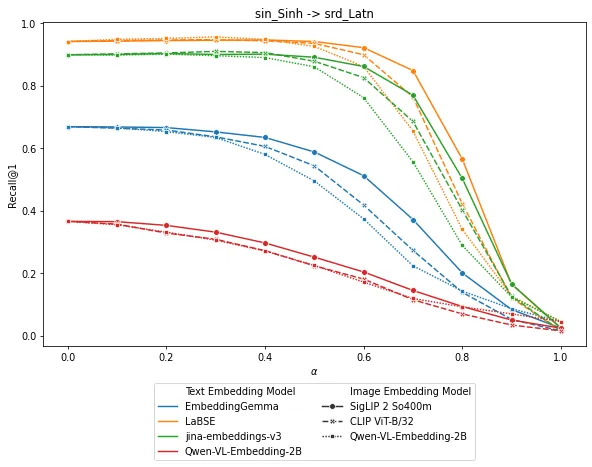 sin_Sinh -> srd_Latn
1.0
0.8
0.6
0.4
0.2
0.0
Recall@1
0.0 0.2 0.4 0.6 0.8 1.0
α
Text Embedding Model
EmbeddingGemma
LaBSE
jina-embeddings-v3
Qwen-VL-Embedding-2B
Image Embedding Model
SigLIP 2 So400m
CLIP ViT-B/32
Qwen-VL-Embedding-2B